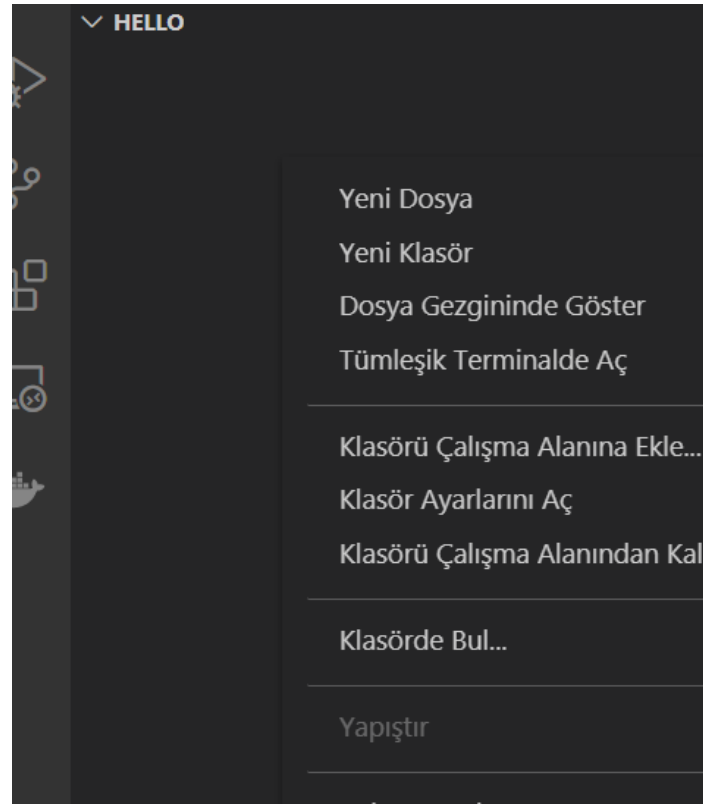 HELLO
Yeni Dosya
Yeni Klasör
Dosya Gezgininde Göster
Tümleşik Terminalde Aç
Klasörü Çalışma Alanına Ekle...
Klasör Ayarlarını Aç
Klasörü Çalışma Alanından Kal
Klasörde Bul...
Yapıştır